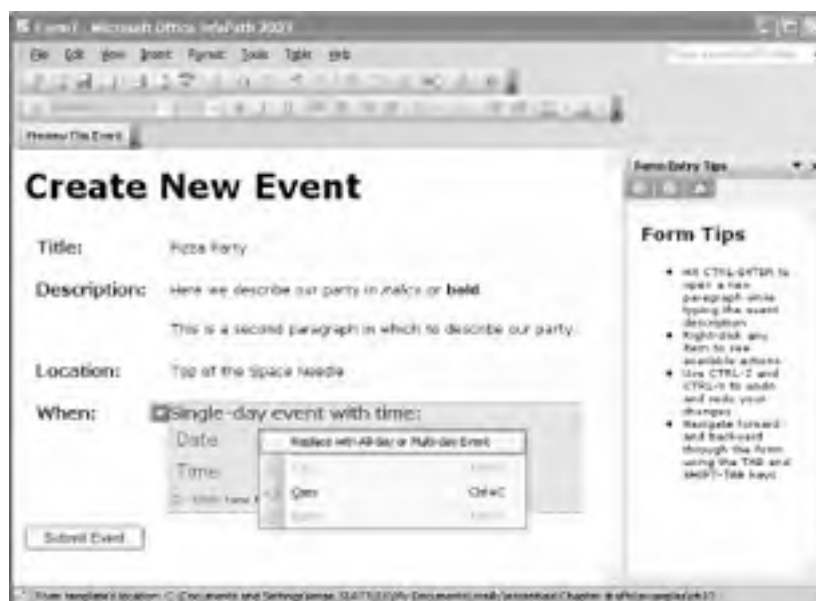 Form1 - Microsoft Office InfoPath 2003
File Edit View Insert Format Tools Table Help
Preview This Event
Create New Event
Title: Pizza Party
Description: Here we describe our party in italics or bold.
This is a second paragraph in which to describe our party.
Location: Top of the Space Needle
When: Single-day event with time:
Date
Time
Replace with All-day or Multi-day Event
Copy Ctrl+C
Submit Event
Form Entry Tips
Form Tips
Hit CTRL-ENTER to
open a new
paragraph while
typing the event
description
Right-click any
item to see
available actions
Use CTRL-Z and
CTRL-Y to undo
and redo your
changes
Navigate forward
and backward
through the form
using the TAB and
SHIFT-TAB keys
Form template's location: C:\Documents and Settings\